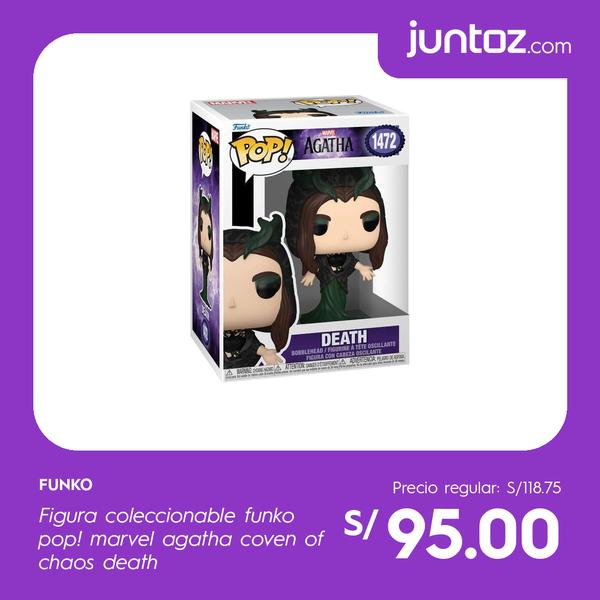 juntoz.com
MARVEL
Funko
POP!
MARVEL
AGATHA
1472
DEATH
BOBBLEHEAD / FIGURINE À TÊTE OSCILLANTE
FIGURA CON CABEZA OSCILANTE
FUNKO
Figura coleccionable funko
pop! marvel agatha coven of
chaos death
Precio regular: S/118.75
S/ 95.00